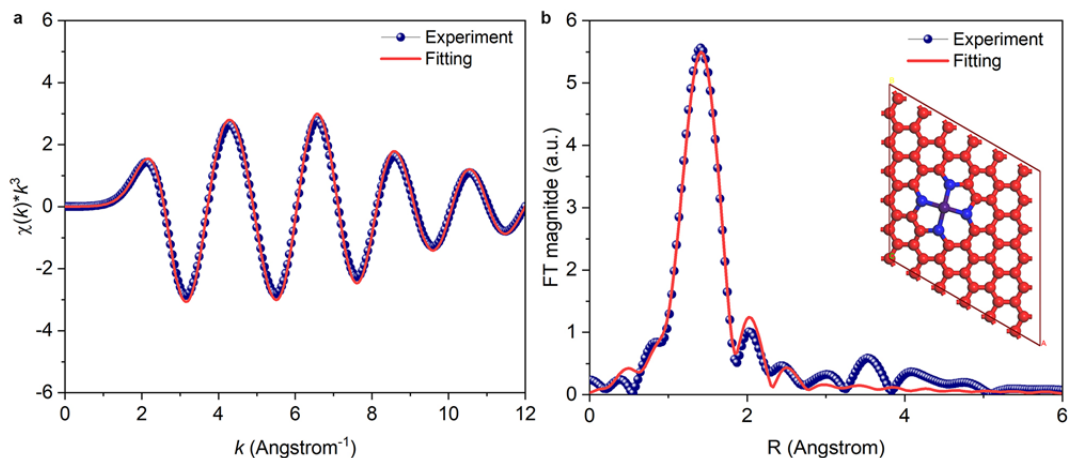 a
Experiment
Fitting
6
4
2
0
-2
-4
-6
χ(k)*k³
0 2 4 6 8 10 12
k (Angstrom⁻¹)
b
Experiment
Fitting
6
5
4
3
2
1
0
FT magnitde (a.u.)
0 2 4 6
R (Angstrom)
A